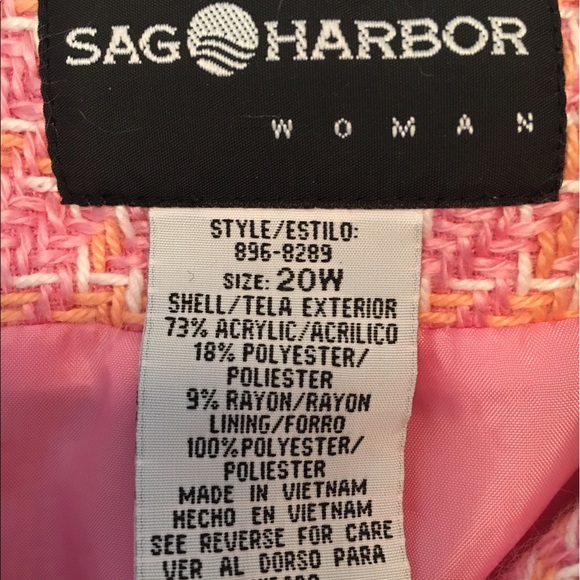 SAG HARBOR
WOMAN
STYLE/ESTILO:
896-8289
SIZE: 20W
SHELL/TELA EXTERIOR
73% ACRYLIC/ACRILICO
18% POLYESTER/
POLIESTER
9% RAYON/RAYON
LINING/FORRO
100%POLYESTER/
POLIESTER
MADE IN VIETNAM
HECHO EN VIETNAM
SEE REVERSE FOR CARE
VER AL DORSO PARA